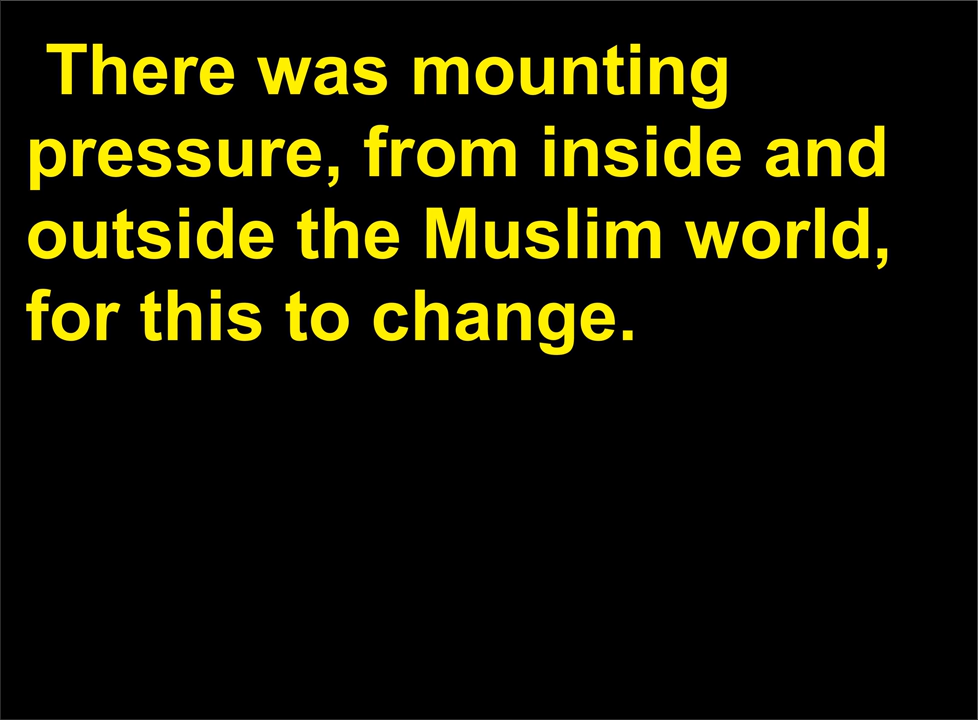 There was mounting
pressure, from inside and
outside the Muslim world,
for this to change.